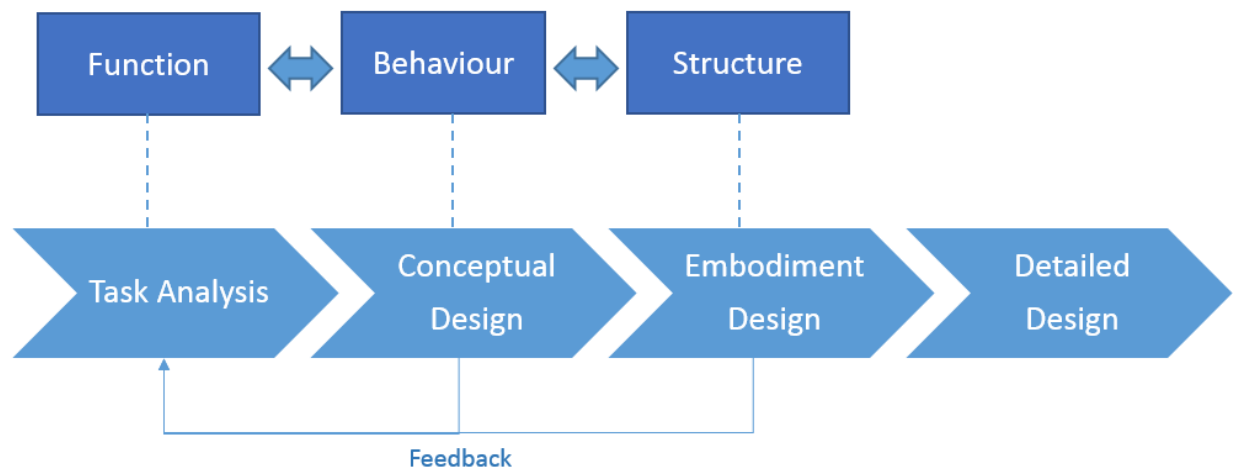 Function
Behaviour
Structure
Task Analysis
Conceptual
Design
Embodiment
Design
Detailed
Design
Feedback